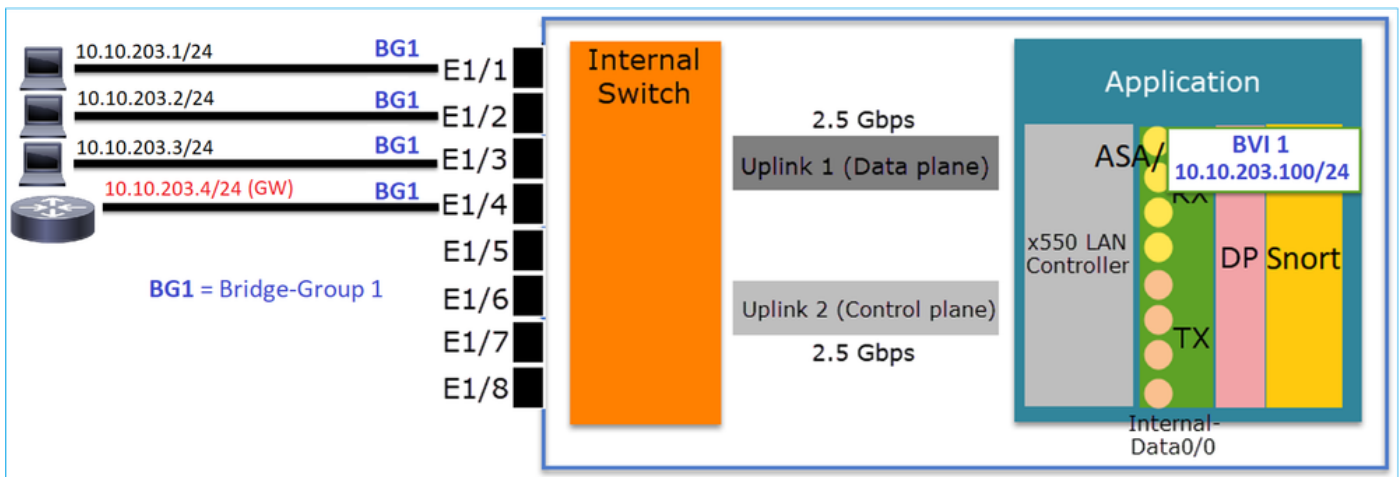 10.10.203.1/24
BG1
E1/1
10.10.203.2/24
BG1
E1/2
10.10.203.3/24
BG1
E1/3
10.10.203.4/24 (GW)
BG1
E1/4
E1/5
E1/6
E1/7
E1/8
BG1 = Bridge-Group 1
Internal
Switch
2.5 Gbps
Uplink 1 (Data plane)
Uplink 2 (Control plane)
2.5 Gbps
Application
ASA/
BVI 1
10.10.203.100/24
RX
x550 LAN
Controller
DP
Snort
TX
Internal-
Data0/0